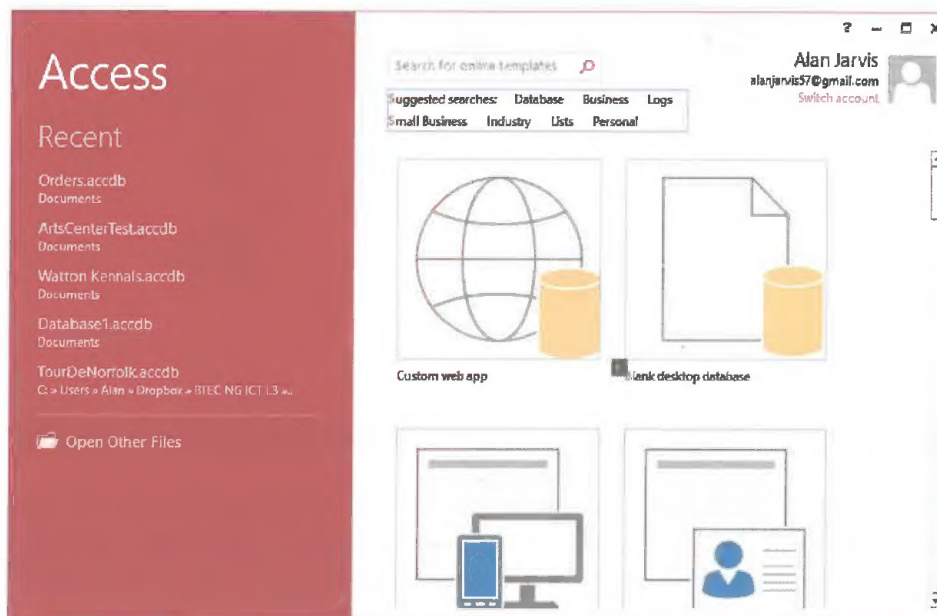 Access
Recent
Orders.accdb
Documents
ArtsCenterTest.accdb
Documents
Watton Kennals.accdb
Documents
Database1.accdb
Documents
TourDeNorfolk.accdb
C: » Users » Alan » Dropbox » BTEC NG ICT L3 »...
Open Other Files
?
Search for online templates
Alan Jarvis
alanjarvis57@gmail.com
Switch account
Suggested searches: Database Business Logs
Small Business Industry Lists Personal
Custom web app
Blank desktop database